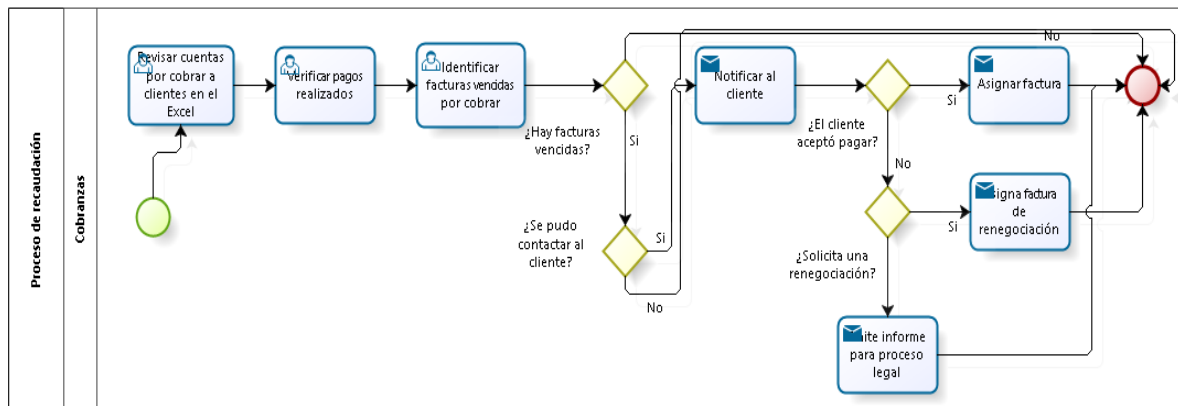 Proceso de recaudación
Cobranzas
Revisar cuentas
por cobrar a
clientes en el
Excel
Verificar pagos
realizados
Identificar
facturas vencidas
por cobrar
¿Hay facturas
vencidas?
Si
No
¿Se pudo
contactar al
cliente?
Si
No
Notificar al
cliente
¿El cliente
aceptó pagar?
Si
No
Asignar factura
¿Solicita una
renegociación?
Si
signa factura
de
renegociación
ite informe
para proceso
legal